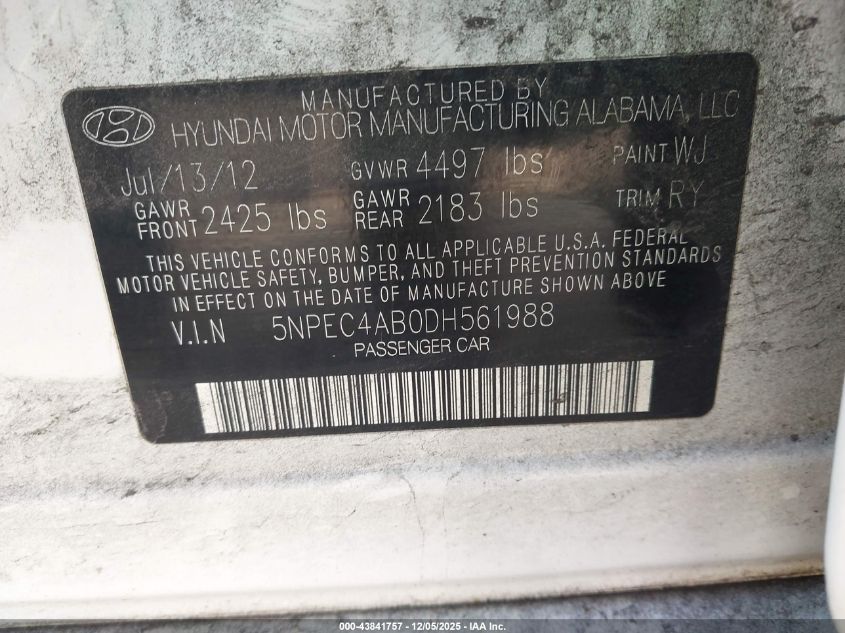 MANUFACTURED BY
HYUNDAI MOTOR MANUFACTURING ALABAMA, LLC
Jul/13/12 GVWR 4497 lbs PAINT WJ
GAWR FRONT 2425 lbs GAWR REAR 2183 lbs TRIM RY
THIS VEHICLE CONFORMS TO ALL APPLICABLE U.S.A. FEDERAL
MOTOR VEHICLE SAFETY, BUMPER, AND THEFT PREVENTION STANDARDS
IN EFFECT ON THE DATE OF MANUFACTURE SHOWN ABOVE
V.I.N 5NPEC4AB0DH561988
PASSENGER CAR
000-43841757 - 12/05/2025 - IAA Inc.